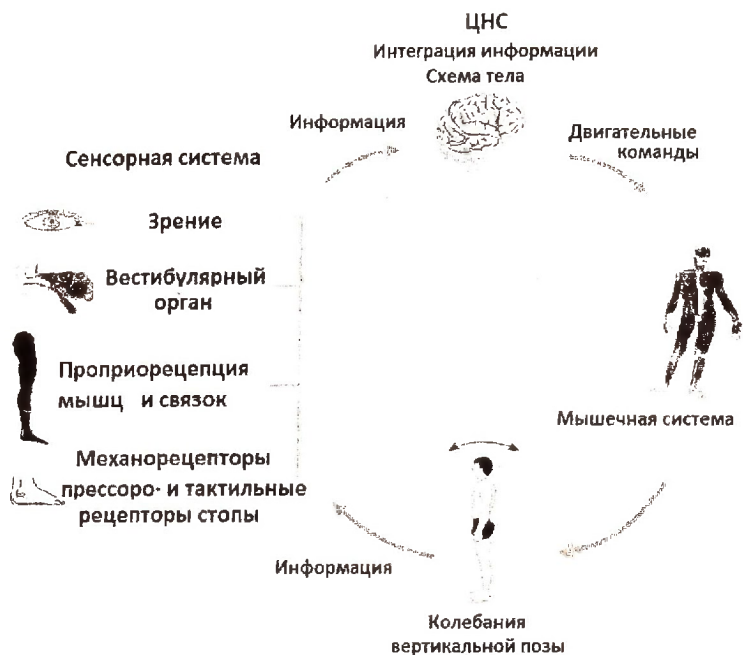 ЦНС
Интеграция информации
Схема тела
Информация
Двигательные
команды
Сенсорная система
Зрение
Вестибулярный
орган
Проприорецепция
мышц и связок
Мышечная система
Механорецепторы
прессоро- и тактильные
рецепторы стопы
Информация
Колебания
вертикальной позы